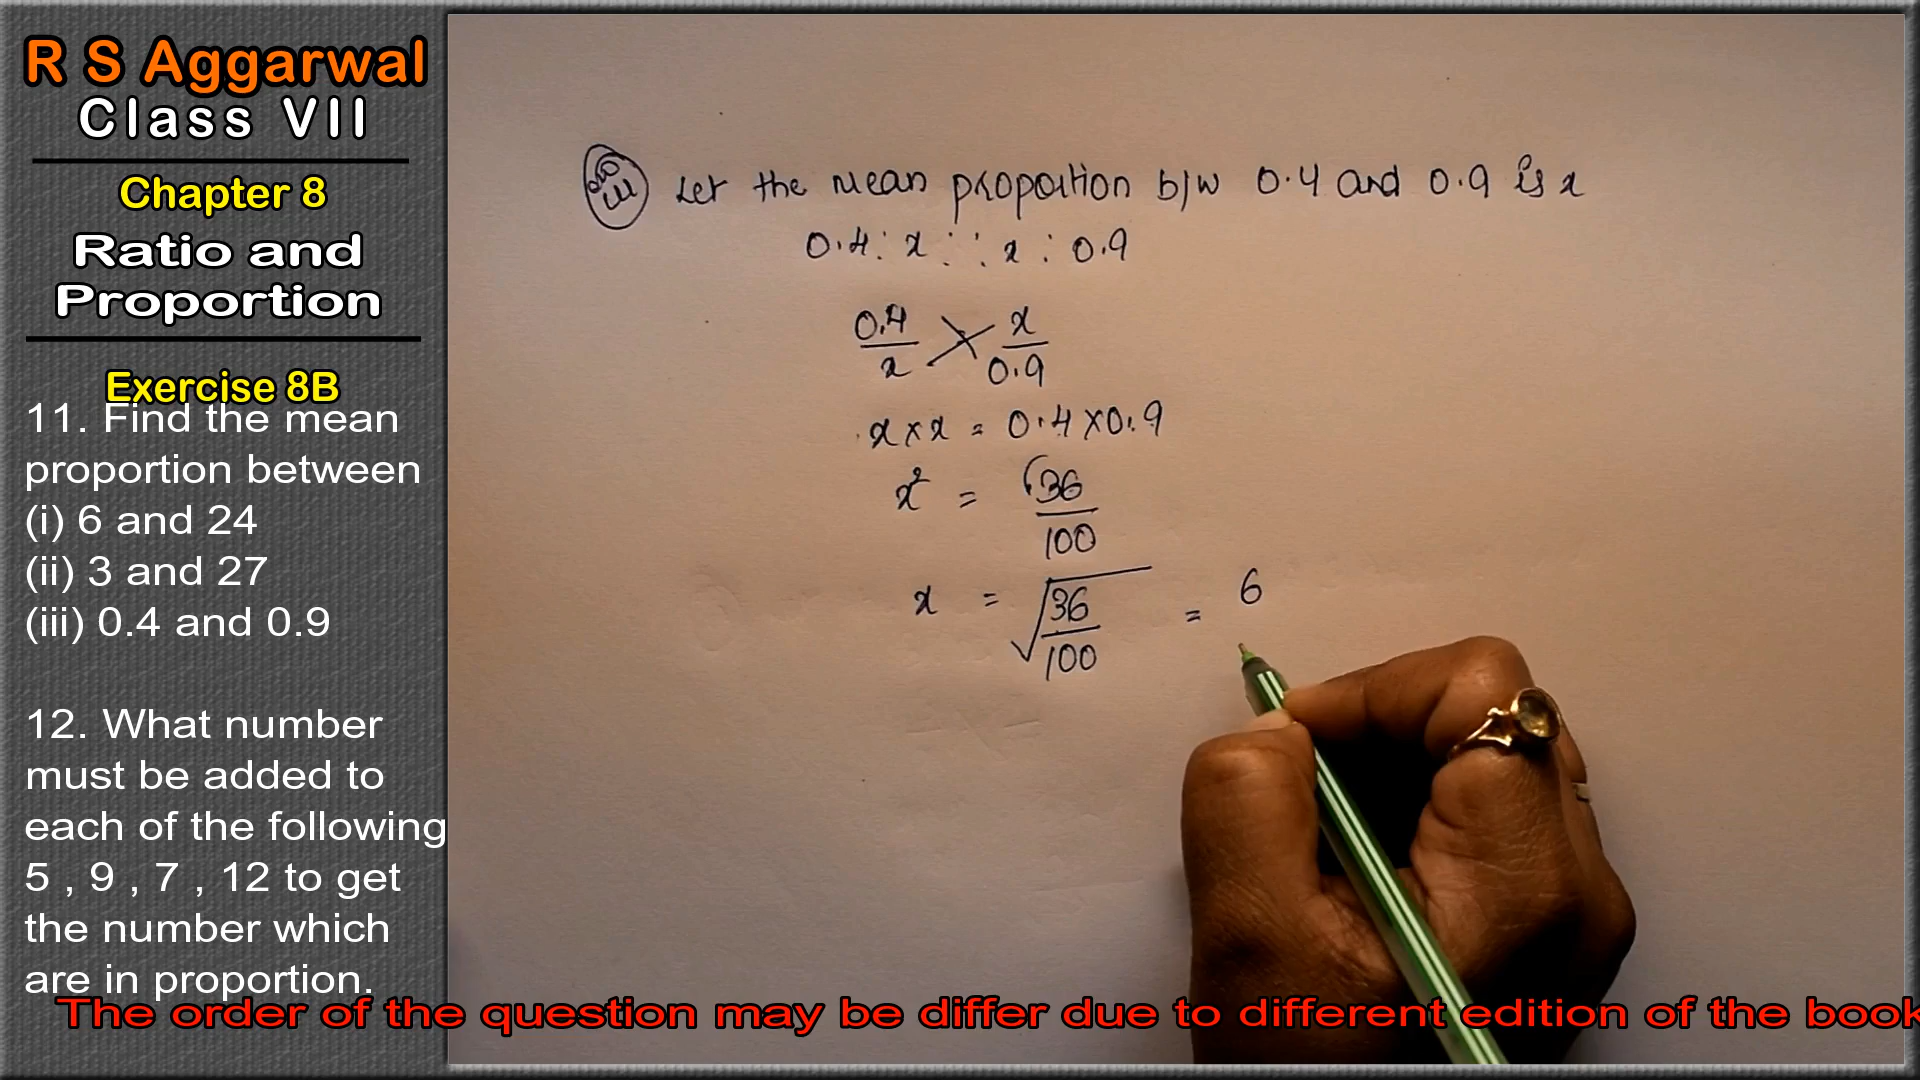 R S Aggarwal
Class VII
Chapter 8
Ratio and
Proportion
Exercise 8B
11. Find the mean
proportion between
(i) 6 and 24
(ii) 3 and 27
(iii) 0.4 and 0.9
12. What number
must be added to
each of the following
5 , 9 , 7 , 12 to get
the number which
are in proportion.
Let the mean proportion b/w 0.4 and 0.9 is x
0.4 : x :: x : 0.9
0.4/x x/0.9
x × x = 0.4 × 0.9
x² = 36/100
x = √36/100 = 6
The order of the question may be differ due to different edition of the book